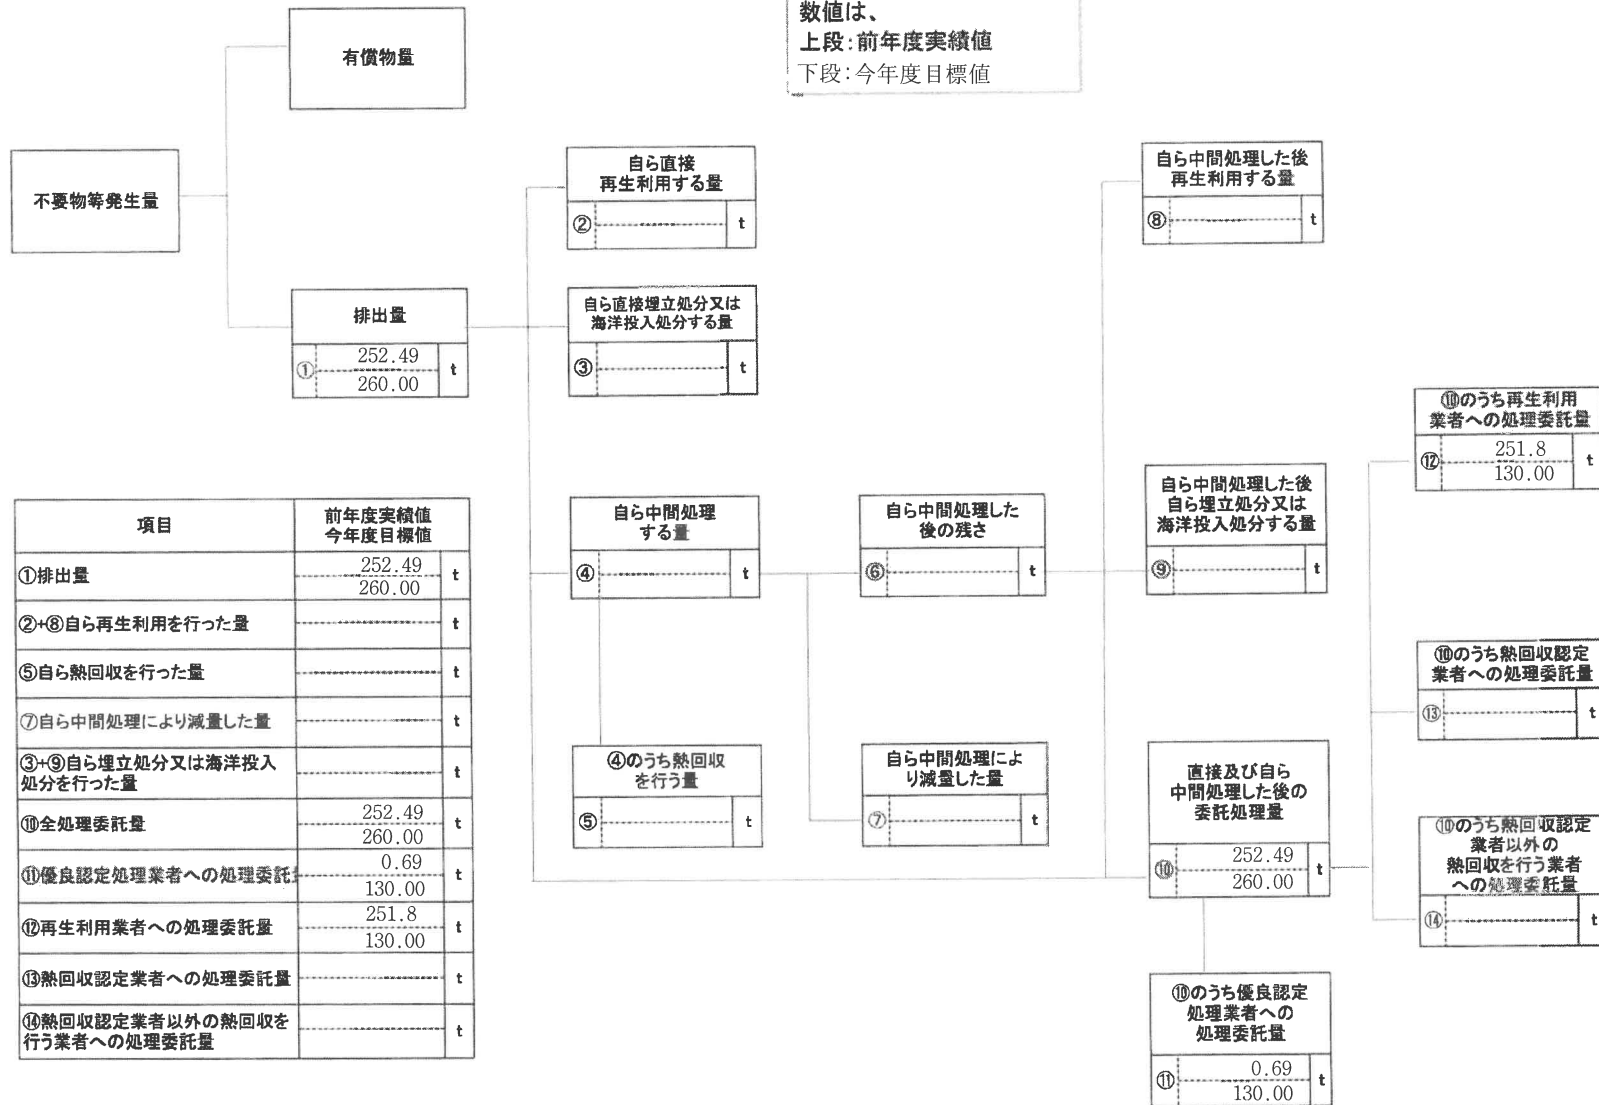 数値は、
上段：前年度実績値
下段：今年度目標値
有償物量
不要物等発生量
排出量
① 252.49 t
260.00
自ら直接
再生利用する量
② t
自ら直接埋立処分又は
海洋投入処分する量
③ t
自ら中間処理
する量
④ t
④のうち熱回収
を行う量
⑤ t
自ら中間処理した
後の残さ
⑥ t
自ら中間処理によ
り減量した量
⑦ t
自ら中間処理した後
再生利用する量
⑧ t
自ら中間処理した後
自ら埋立処分又は
海洋投入処分する量
⑨ t
直接及び自ら
中間処理した後の
委託処理量
⑩ 252.49 t
260.00
⑩のうち優良認定
処理業者への
処理委託量
⑪ 0.69 t
130.00
⑩のうち再生利用
業者への処理委託量
⑫ 251.8 t
130.00
⑩のうち熱回収認定
業者への処理委託量
⑬ t
⑩のうち熱回収認定
業者以外の
熱回収を行う業者
への処理委託量
⑭ t
項目 前年度実績値
今年度目標値
①排出量 252.49 t
260.00
②+⑧自ら再生利用を行った量 t
⑤自ら熱回収を行った量 t
⑦自ら中間処理により減量した量 t
③+⑨自ら埋立処分又は海洋投入
処分を行った量 t
⑩全処理委託量 252.49 t
260.00
⑪優良認定処理業者への処理委託 0.69 t
130.00
⑫再生利用業者への処理委託量 251.8 t
130.00
⑬熱回収認定業者への処理委託量 t
⑭熱回収認定業者以外の熱回収を
行う業者への処理委託量 t